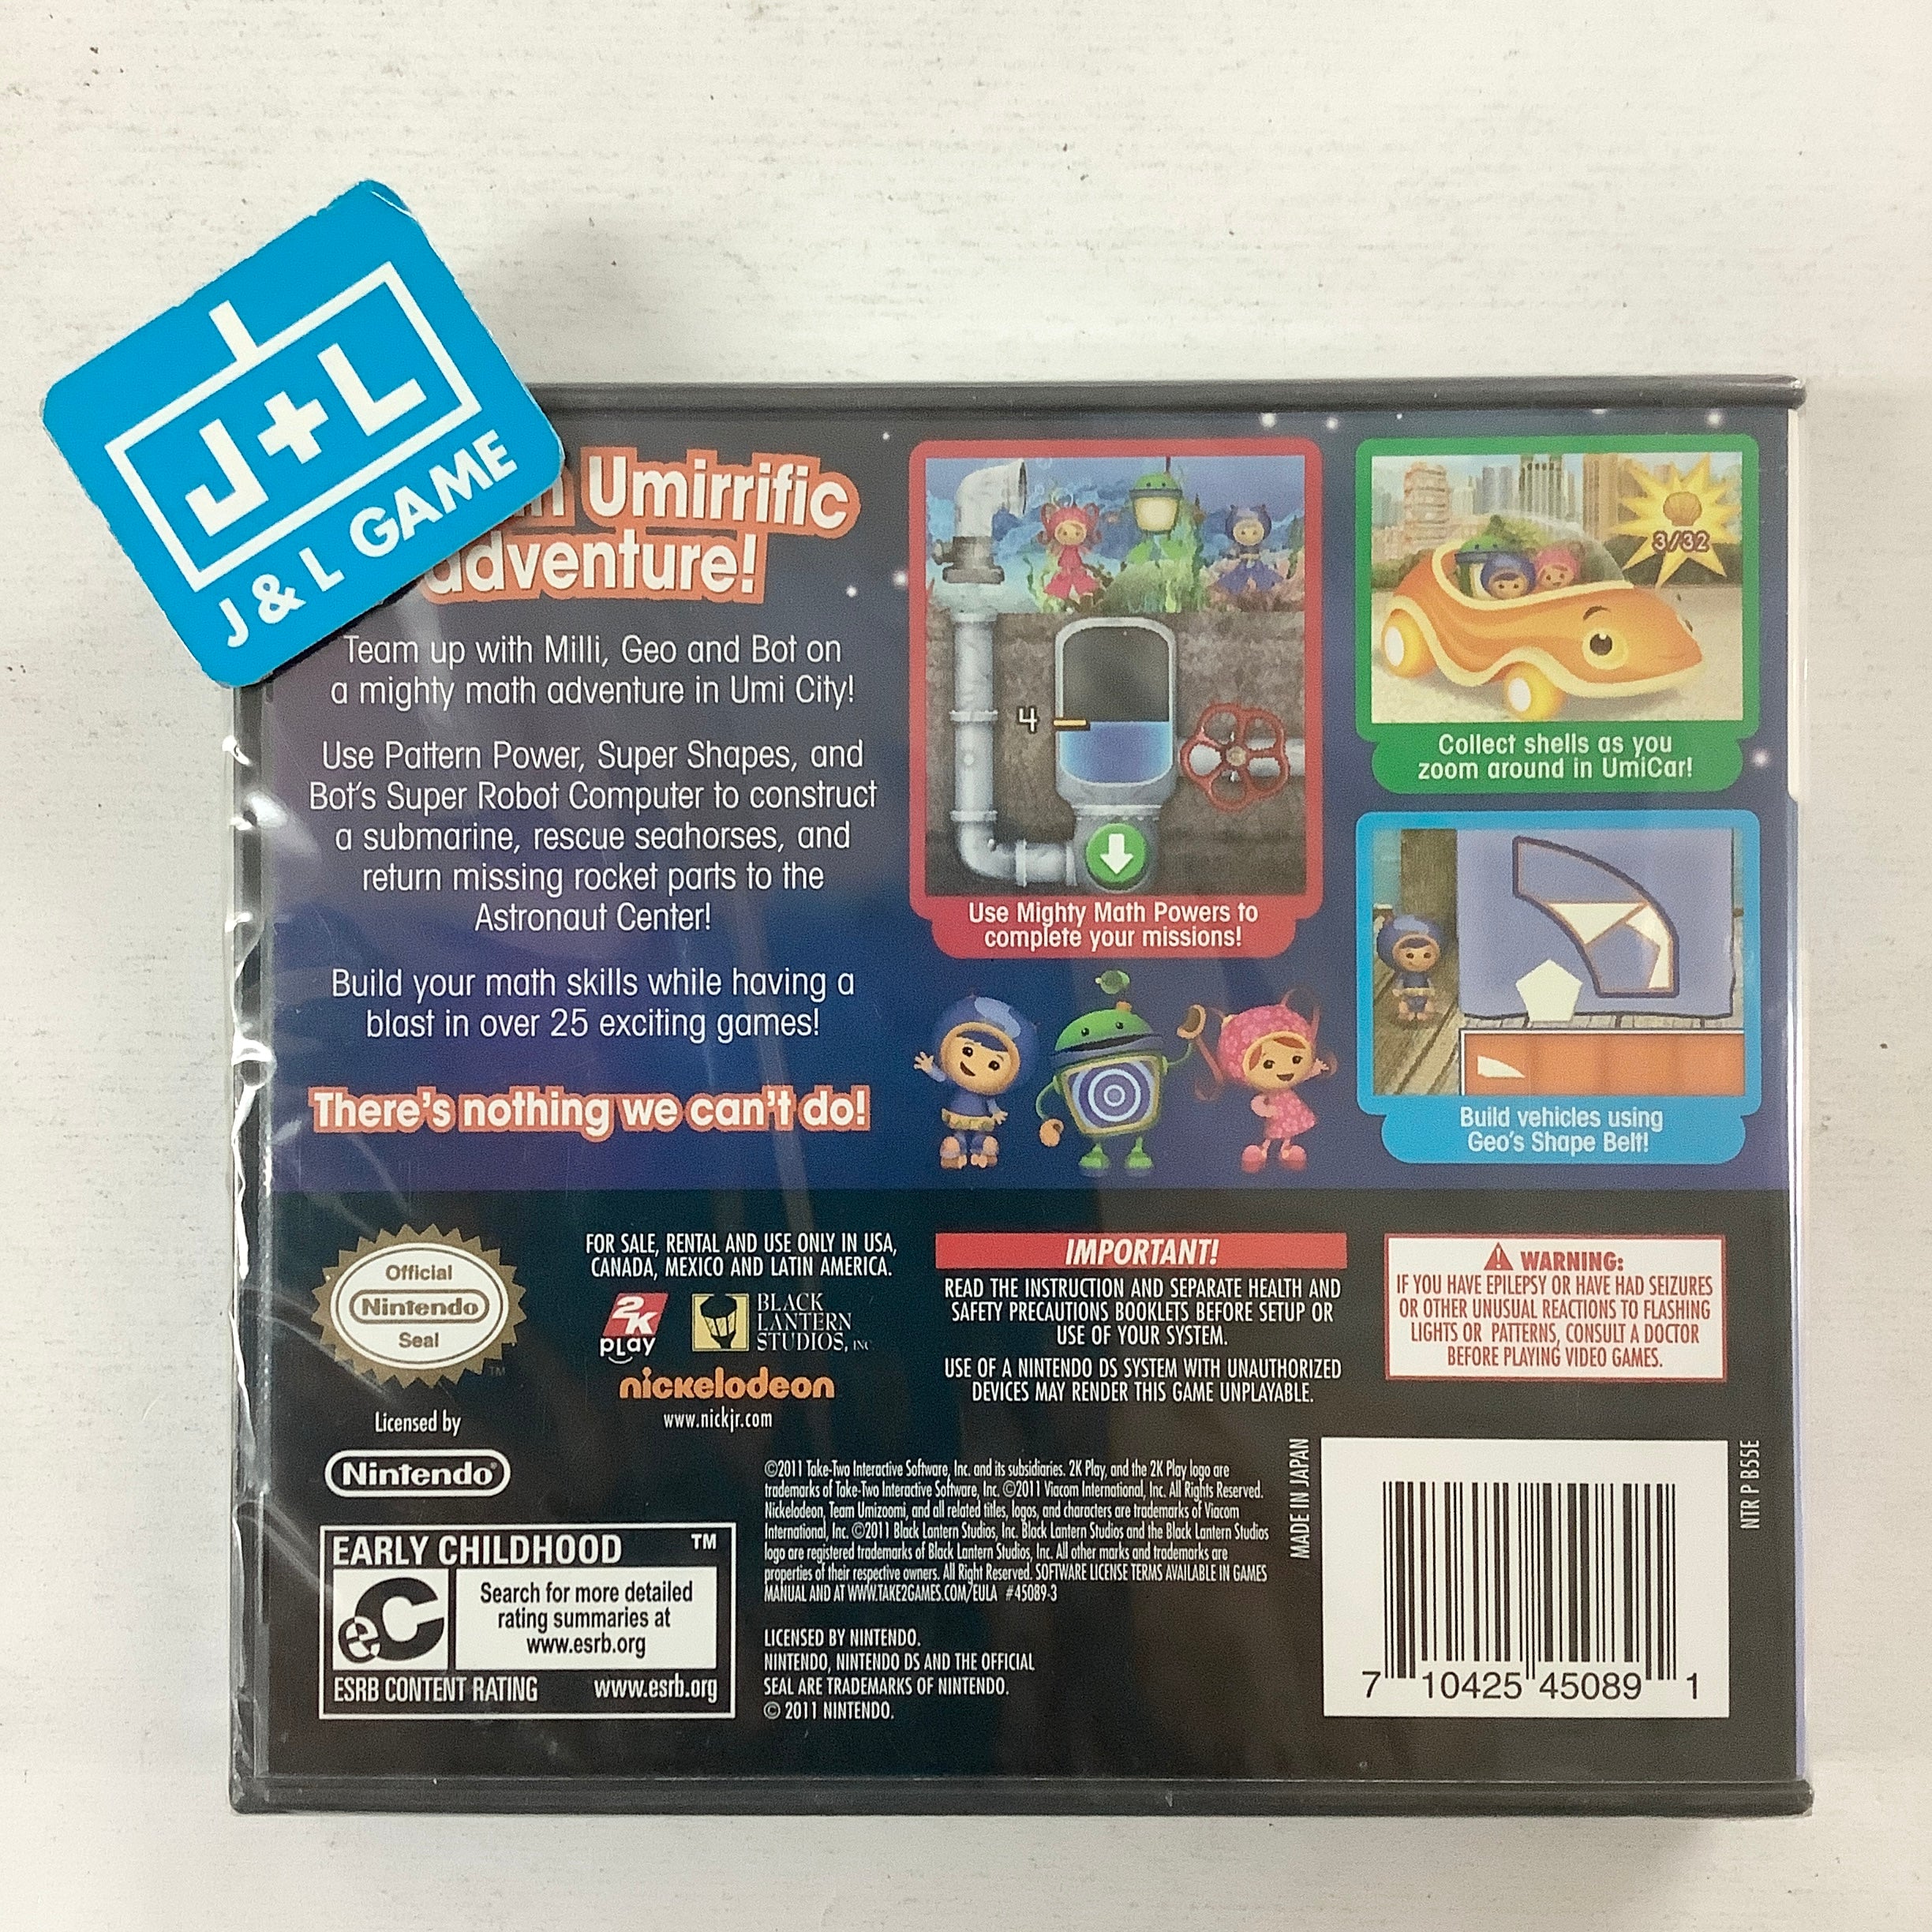 J+L
J & L GAME
Umirrific
adventure!
Team up with Milli, Geo and Bot on
a mighty math adventure in Umi City!
Use Pattern Power, Super Shapes, and
Bot's Super Robot Computer to construct
a submarine, rescue seahorses, and
return missing rocket parts to the
Astronaut Center!
Build your math skills while having a
blast in over 25 exciting games!
There's nothing we can't do!
4
Use Mighty Math Powers to
complete your missions!
3/32
Collect shells as you
zoom around in UmiCar!
Build vehicles using
Geo's Shape Belt!
Official
Nintendo
Seal
TM
Licensed by
Nintendo®
FOR SALE, RENTAL AND USE ONLY IN USA,
CANADA, MEXICO AND LATIN AMERICA.
2K
PLAY
BLACK
LANTERN
STUDIOS, INC
nickelodeon
www.nickjr.com
IMPORTANT!
READ THE INSTRUCTION AND SEPARATE HEALTH AND
SAFETY PRECAUTIONS BOOKLETS BEFORE SETUP OR
USE OF YOUR SYSTEM.
USE OF A NINTENDO DS SYSTEM WITH UNAUTHORIZED
DEVICES MAY RENDER THIS GAME UNPLAYABLE.
WARNING:
IF YOU HAVE EPILEPSY OR HAVE HAD SEIZURES
OR OTHER UNUSUAL REACTIONS TO FLASHING
LIGHTS OR PATTERNS, CONSULT A DOCTOR
BEFORE PLAYING VIDEO GAMES.
EARLY CHILDHOOD TM
eC
Search for more detailed
rating summaries at
www.esrb.org
ESRB CONTENT RATING www.esrb.org
©2011 Take-Two Interactive Software, Inc. and its subsidiaries. 2K Play, and the 2K Play logo are
trademarks of Take-Two Interactive Software, Inc. ©2011 Viacom International, Inc. All Rights Reserved.
Nickelodeon, Team Umizoomi, and all related titles, logos, and characters are trademarks of Viacom
International, Inc. ©2011 Black Lantern Studios, Inc. Black Lantern Studios and the Black Lantern Studios
logo are registered trademarks of Black Lantern Studios, Inc. All other marks and trademarks are
properties of their respective owners. All Right Reserved. SOFTWARE LICENSE TERMS AVAILABLE IN GAMES
MANUAL AND AT WWW.TAKE2GAMES.COM/EULA #45089-3
LICENSED BY NINTENDO.
NINTENDO, NINTENDO DS AND THE OFFICIAL
SEAL ARE TRADEMARKS OF NINTENDO.
© 2011 NINTENDO.
MADE IN JAPAN
NTR P B55E
7 10425 45089 1